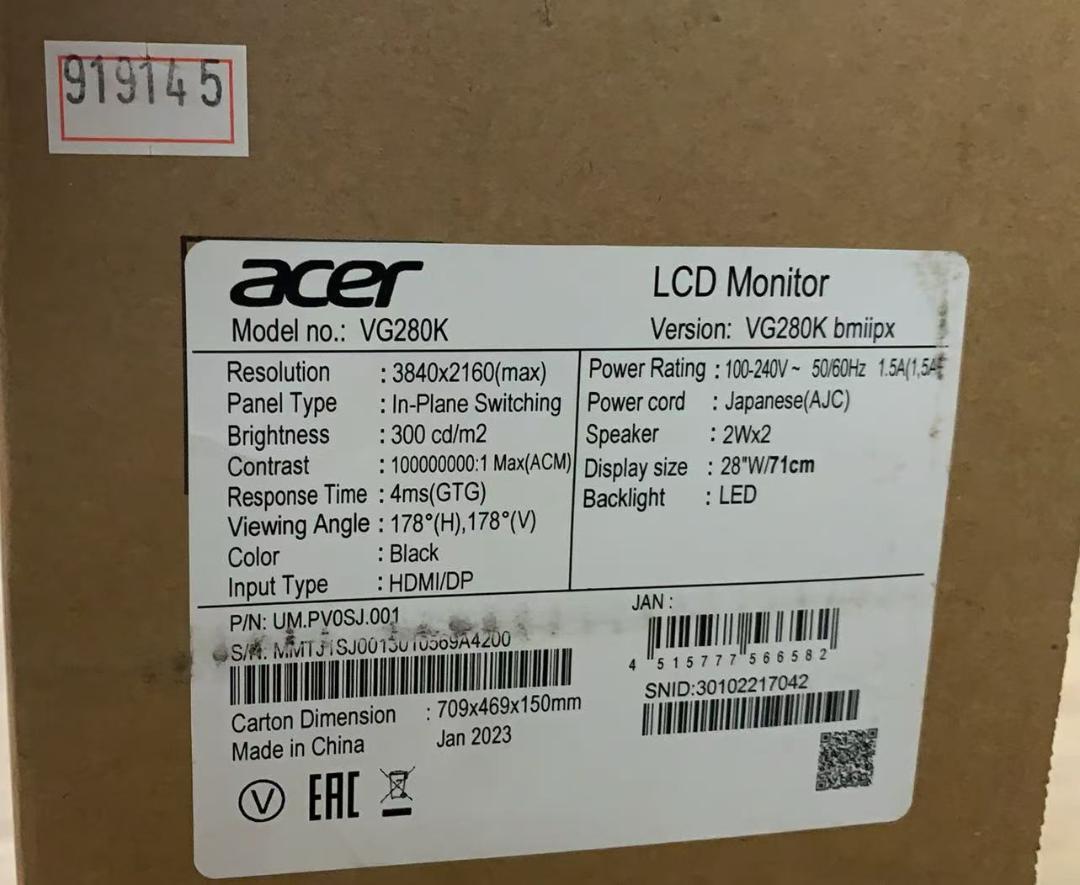 919145
acer
LCD Monitor
Model no.: VG280K
Version: VG280K bmiipx
Resolution : 3840x2160(max)
Panel Type : In-Plane Switching
Brightness : 300 cd/m2
Contrast : 100000000:1 Max(ACM)
Response Time : 4ms(GTG)
Viewing Angle : 178°(H),178°(V)
Color : Black
Input Type : HDMI/DP
Power Rating : 100-240V~ 50/60Hz 1.5A(1,5A
Power cord : Japanese(AJC)
Speaker : 2Wx2
Display size : 28"W/71cm
Backlight : LED
P/N: UM.PV0SJ.001
S/N:
Carton Dimension : 709x469x150mm
Made in China Jan 2023
V EAC
JAN :
4 515777 566582
SNID:30102217042